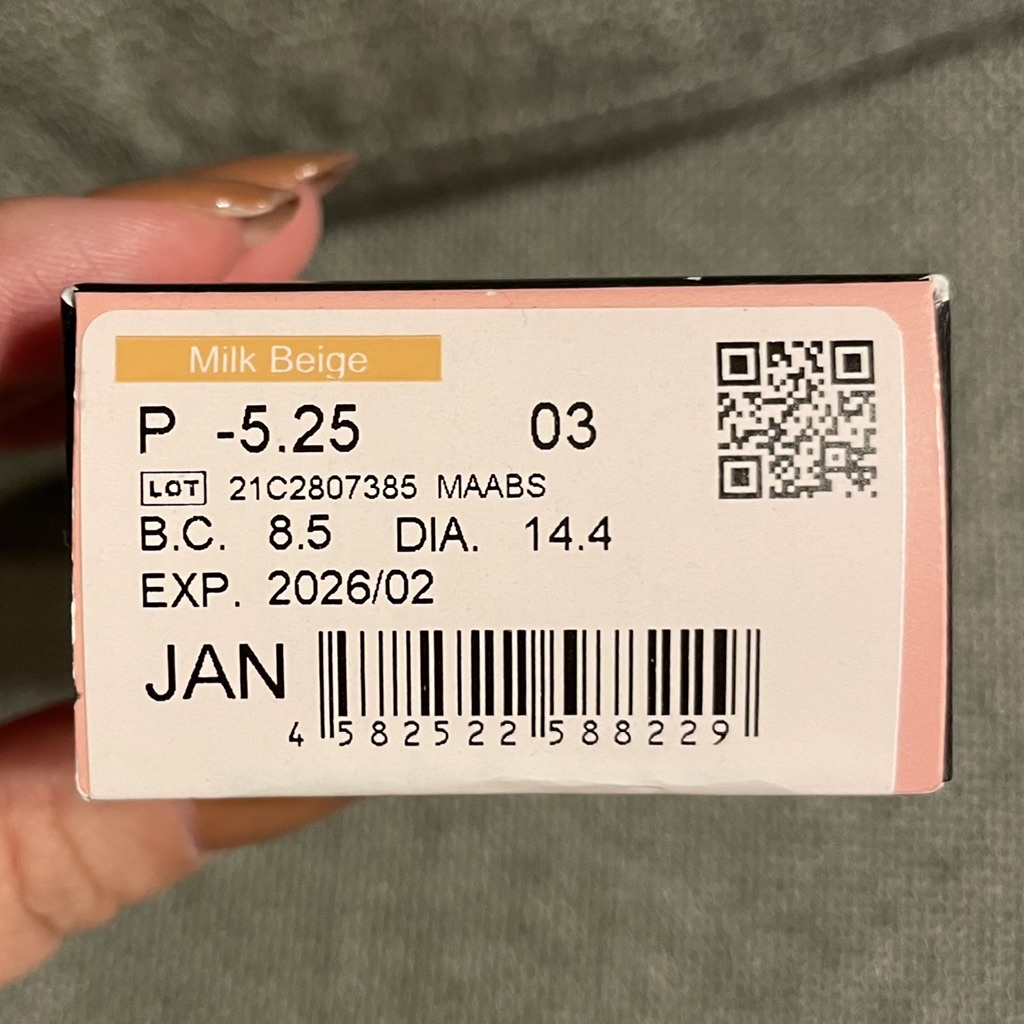 Milk Beige
P -5.25 03
LOT 21C2807385 MAABS
B.C. 8.5 DIA. 14.4
EXP. 2026/02
JAN
4 582522 588229